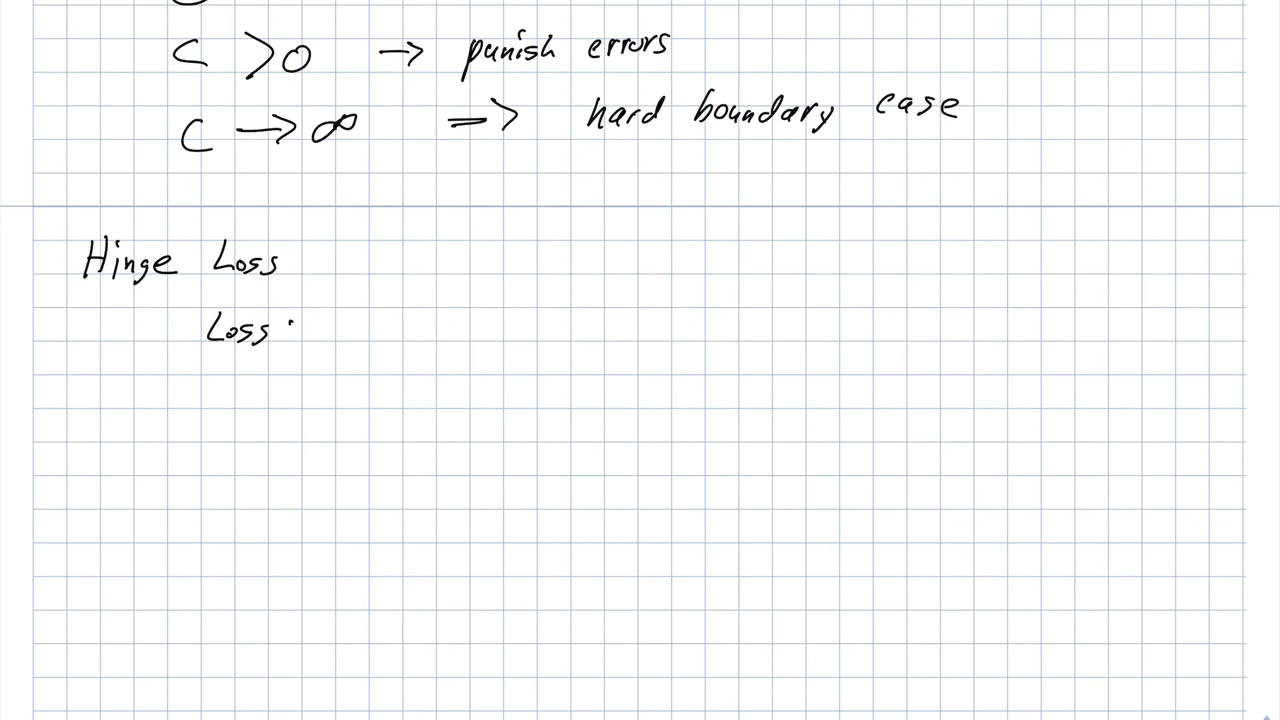 C > 0 → punish errors
C → ∞ => hard boundary case
Hinge Loss
Loss